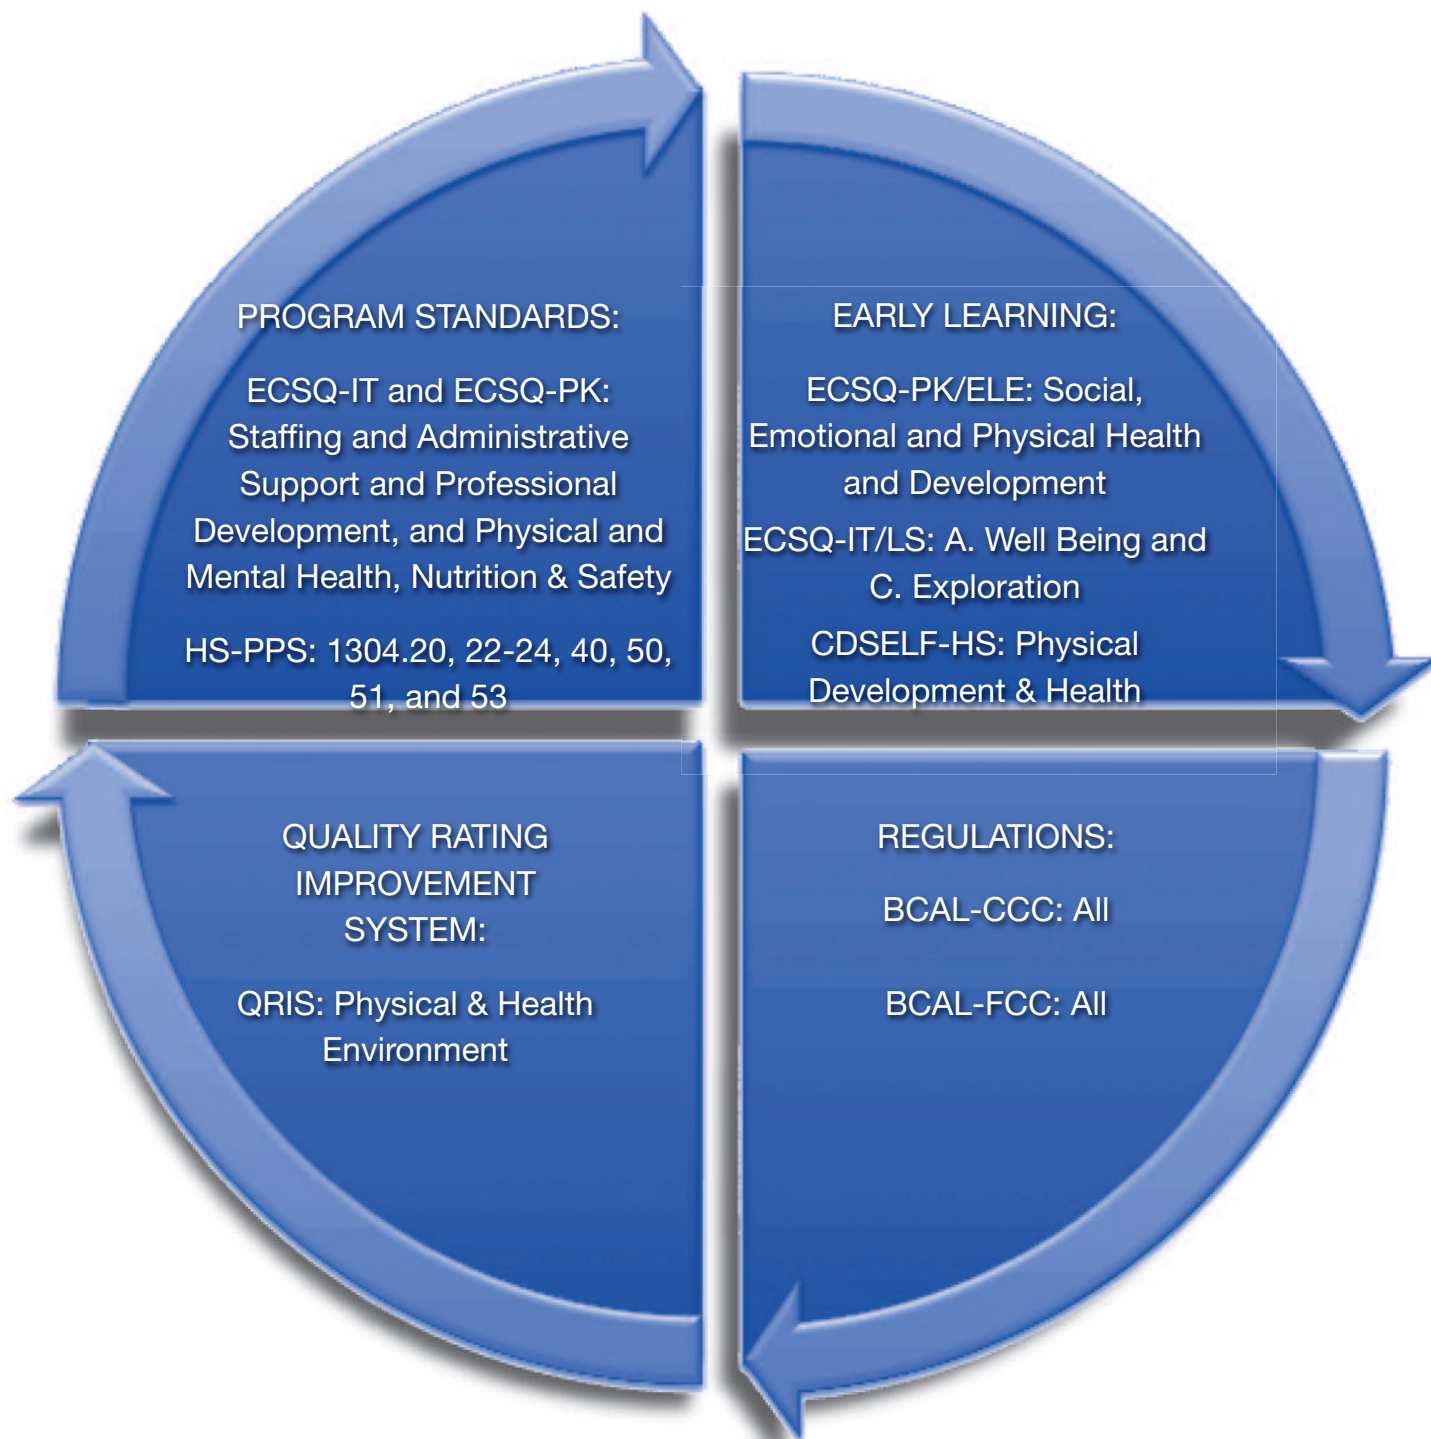 PROGRAM STANDARDS:
ECSQ-IT and ECSQ-PK:
Staffing and Administrative
Support and Professional
Development, and Physical and
Mental Health, Nutrition & Safety
HS-PPS: 1304.20, 22-24, 40, 50,
51, and 53
EARLY LEARNING:
ECSQ-PK/ELE: Social,
Emotional and Physical Health
and Development
ECSQ-IT/LS: A. Well Being and
C. Exploration
CDSELF-HS: Physical
Development & Health
QUALITY RATING
IMPROVEMENT
SYSTEM:
QRIS: Physical & Health
Environment
REGULATIONS:
BCAL-CCC: All
BCAL-FCC: All